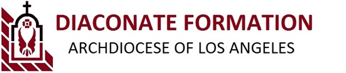 DIACONATE FORMATION
ARCHDIOCESE OF LOS ANGELES